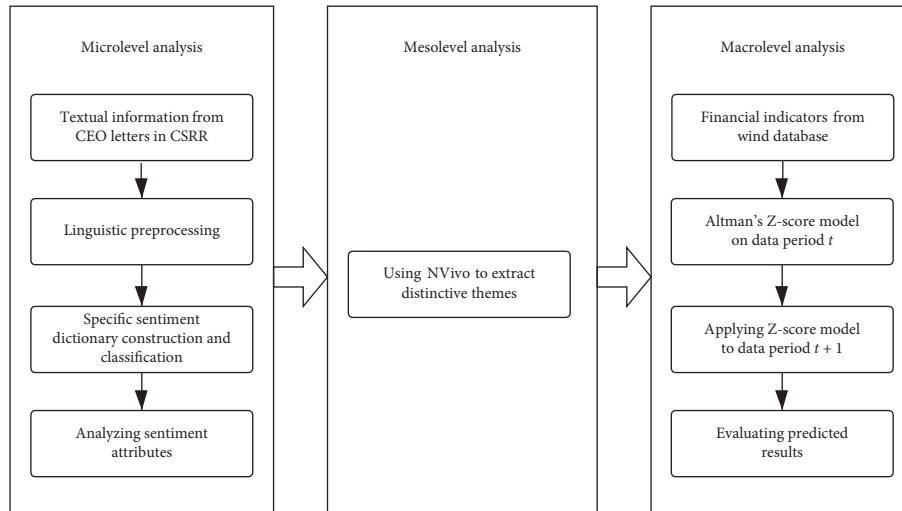 Microlevel analysis
Textual information from
CEO letters in CSRR
Linguistic preprocessing
Specific sentiment
dictionary construction and
classification
Analyzing sentiment
attributes
Mesolevel analysis
Using NVivo to extract
distinctive themes
Macrolevel analysis
Financial indicators from
wind database
Altman's Z-score model
on data period t
Applying Z-score model
to data period t + 1
Evaluating predicted
results